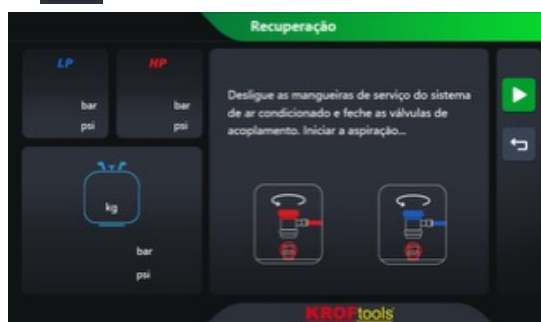 Recuperação
LP
HP
bar
bar
psi
psi
Desligue as mangueiras de serviço do sistema
de ar condicionado e feche as válvulas de
acoplamento. Iniciar a aspiração...
kg
bar
psi
KROFtools